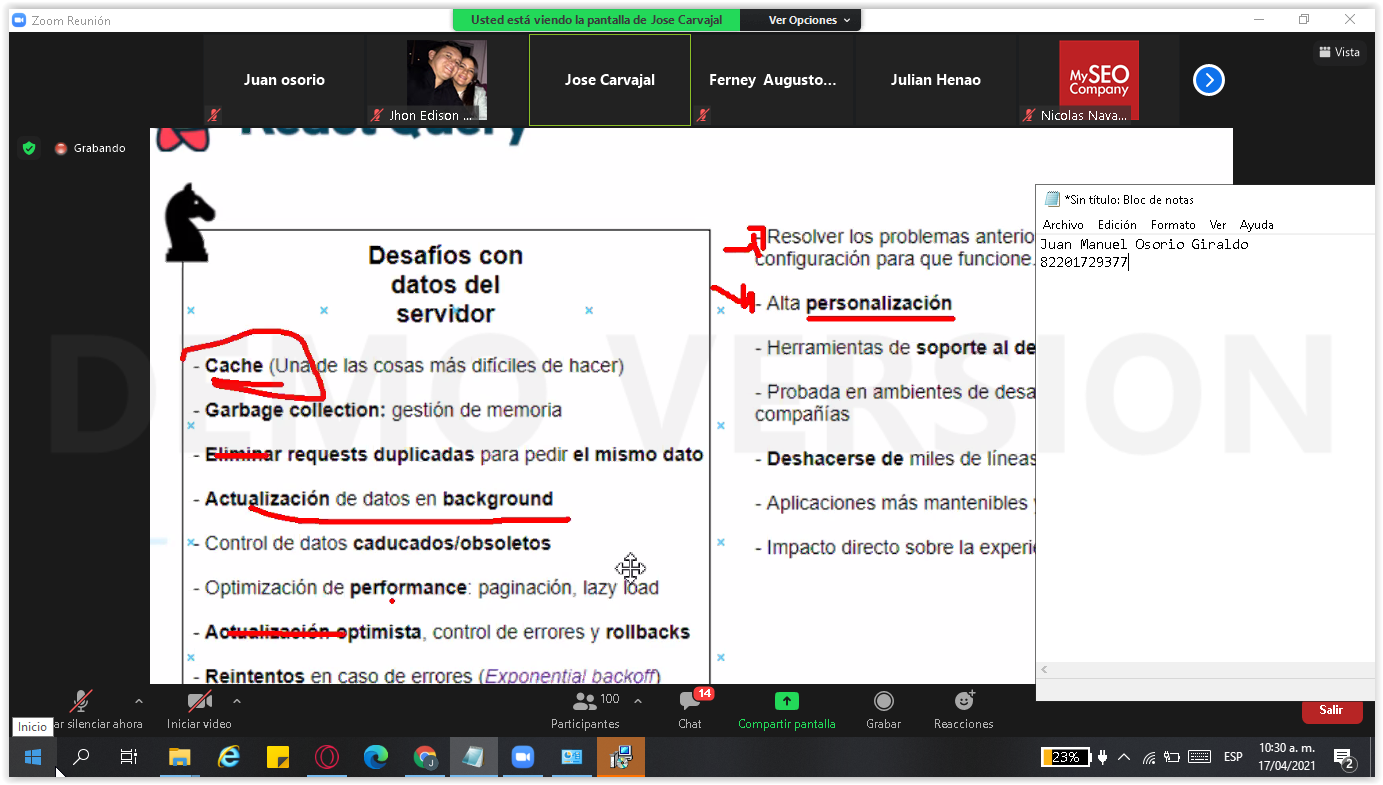 Zoom Reunión
Usted está viendo la pantalla de Jose Carvajal
Ver Opciones
Juan osorio
Jhon Edison ...
Jose Carvajal
Ferney Augusto...
Julian Henao
My SEO
Company
Nicolas Nava...
Vista
Grabando
React Query
Desafíos con
datos del
servidor
- Cache (Una de las cosas más difíciles de hacer)
- Garbage collection: gestión de memoria
- Eliminar requests duplicadas para pedir el mismo dato
- Actualización de datos en background
- Control de datos caducados/obsoletos
- Optimización de performance: paginación, lazy load
- Actualización optimista, control de errores y rollbacks
- Reintentos en caso de errores (Exponential backoff)
- Resolver los problemas anterio
configuración para que funcione.
- Alta personalización
- Herramientas de soporte al de
- Probada en ambientes de desa
compañías
- Deshacerse de miles de líneas
- Aplicaciones más mantenibles y
- Impacto directo sobre la experie
DEMO VERSION
*Sin título: Bloc de notas
Archivo Edición Formato Ver Ayuda
Juan Manuel Osorio Giraldo
82201729377
Inicio
ar silenciar ahora
Iniciar video
Participantes
100
Chat
14
Compartir pantalla
Grabar
Reacciones
Salir
23%
ESP
10:30 a. m.
17/04/2021
2